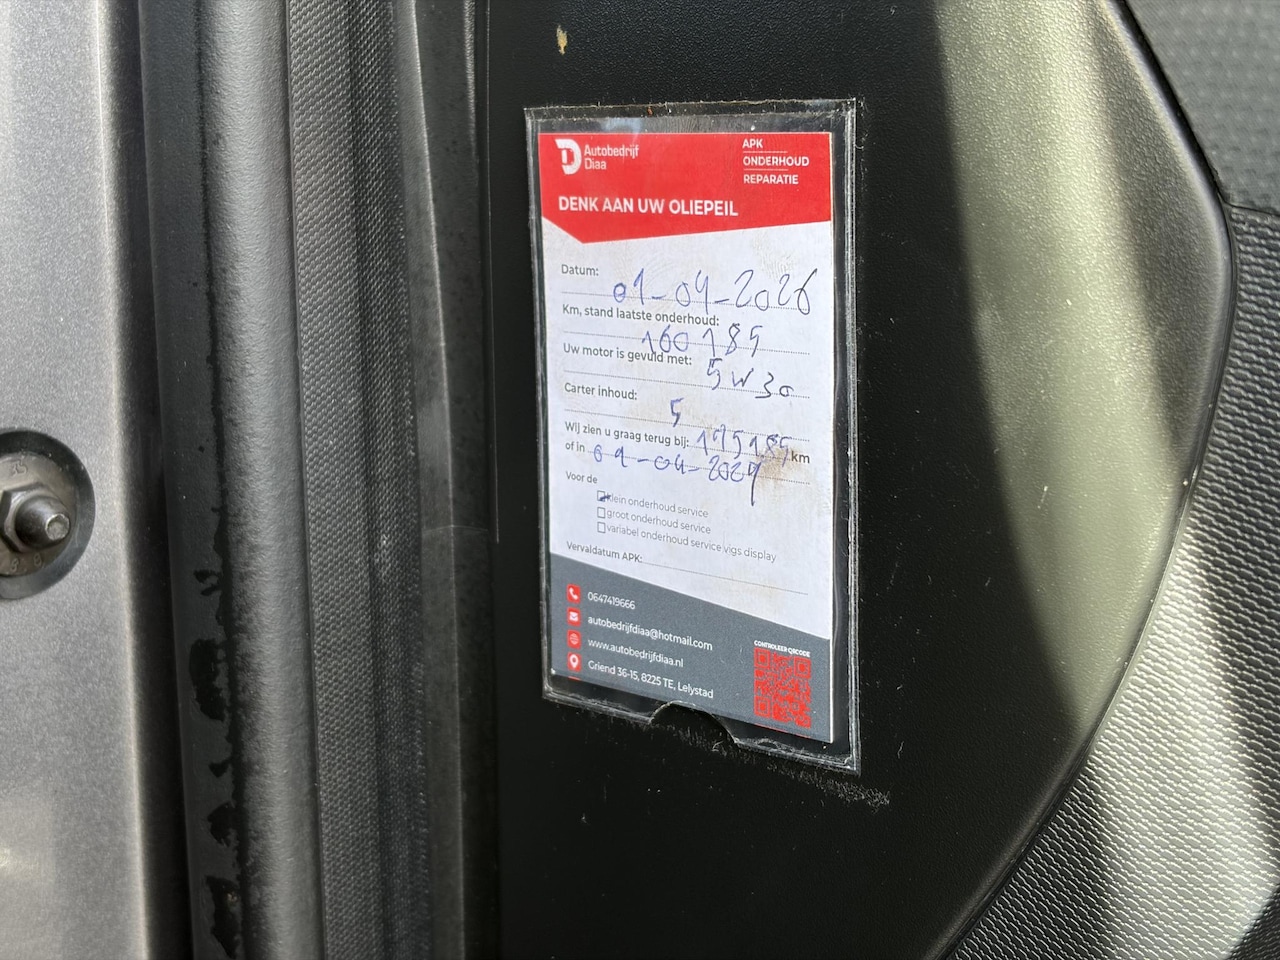 Autobedrijf
Diaa
APK
ONDERHOUD
REPARATIE
DENK AAN UW OLIEPEIL
Datum: 01-04-2026
Km, stand laatste onderhoud:
160185
Uw motor is gevuld met: 5W30
Carter inhoud: 5
Wij zien u graag terug bij: 175185 km
of in 01-04-2027
Voor de
klein onderhoud service
groot onderhoud service
variabel onderhoud service vlgs display
Vervaldatum APK:
0647419666
autobedrijfdiaa@hotmail.com
www.autobedrijfdiaa.nl
Griend 36-15, 8225 TE, Lelystad
CONTROLEER QRCODE